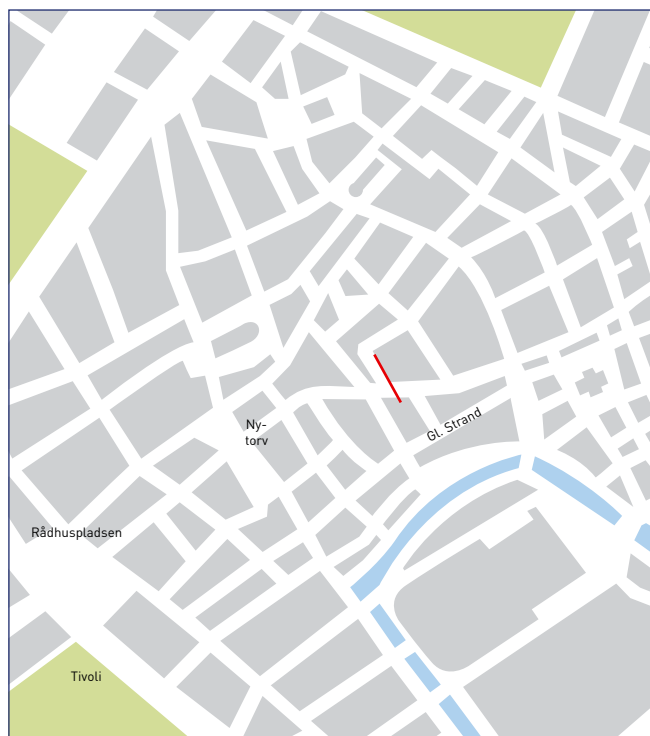 Gl. Strand
Ny-
torv
Rådhuspladsen
Tivoli